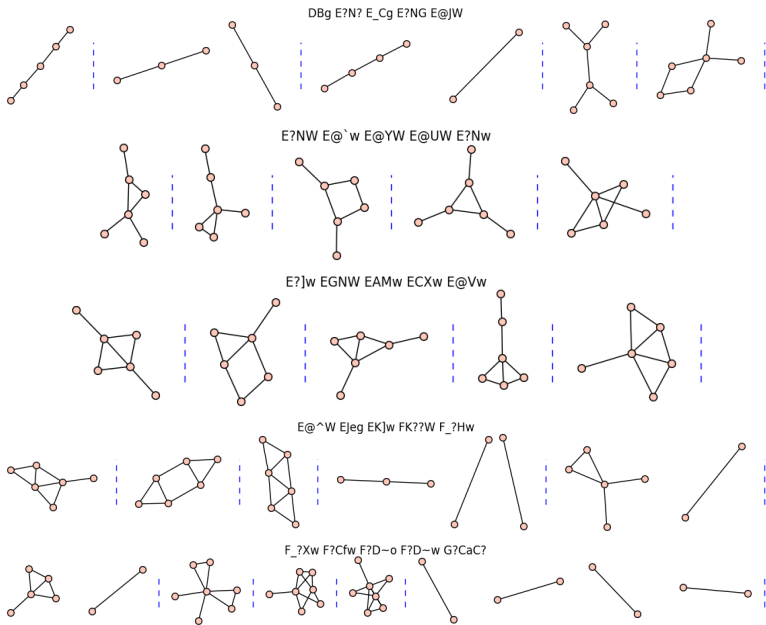 DBg E?N? E_Cg E?NG E@JW
E?NW E@`w E@YW E@UW E?Nw
E?]w EGNW EAMw ECXw E@Vw
E@^W EJeg EK]w FK??W F_?Hw
F_?Xw F?Cfw F?D~o F?D~w G?CaC?